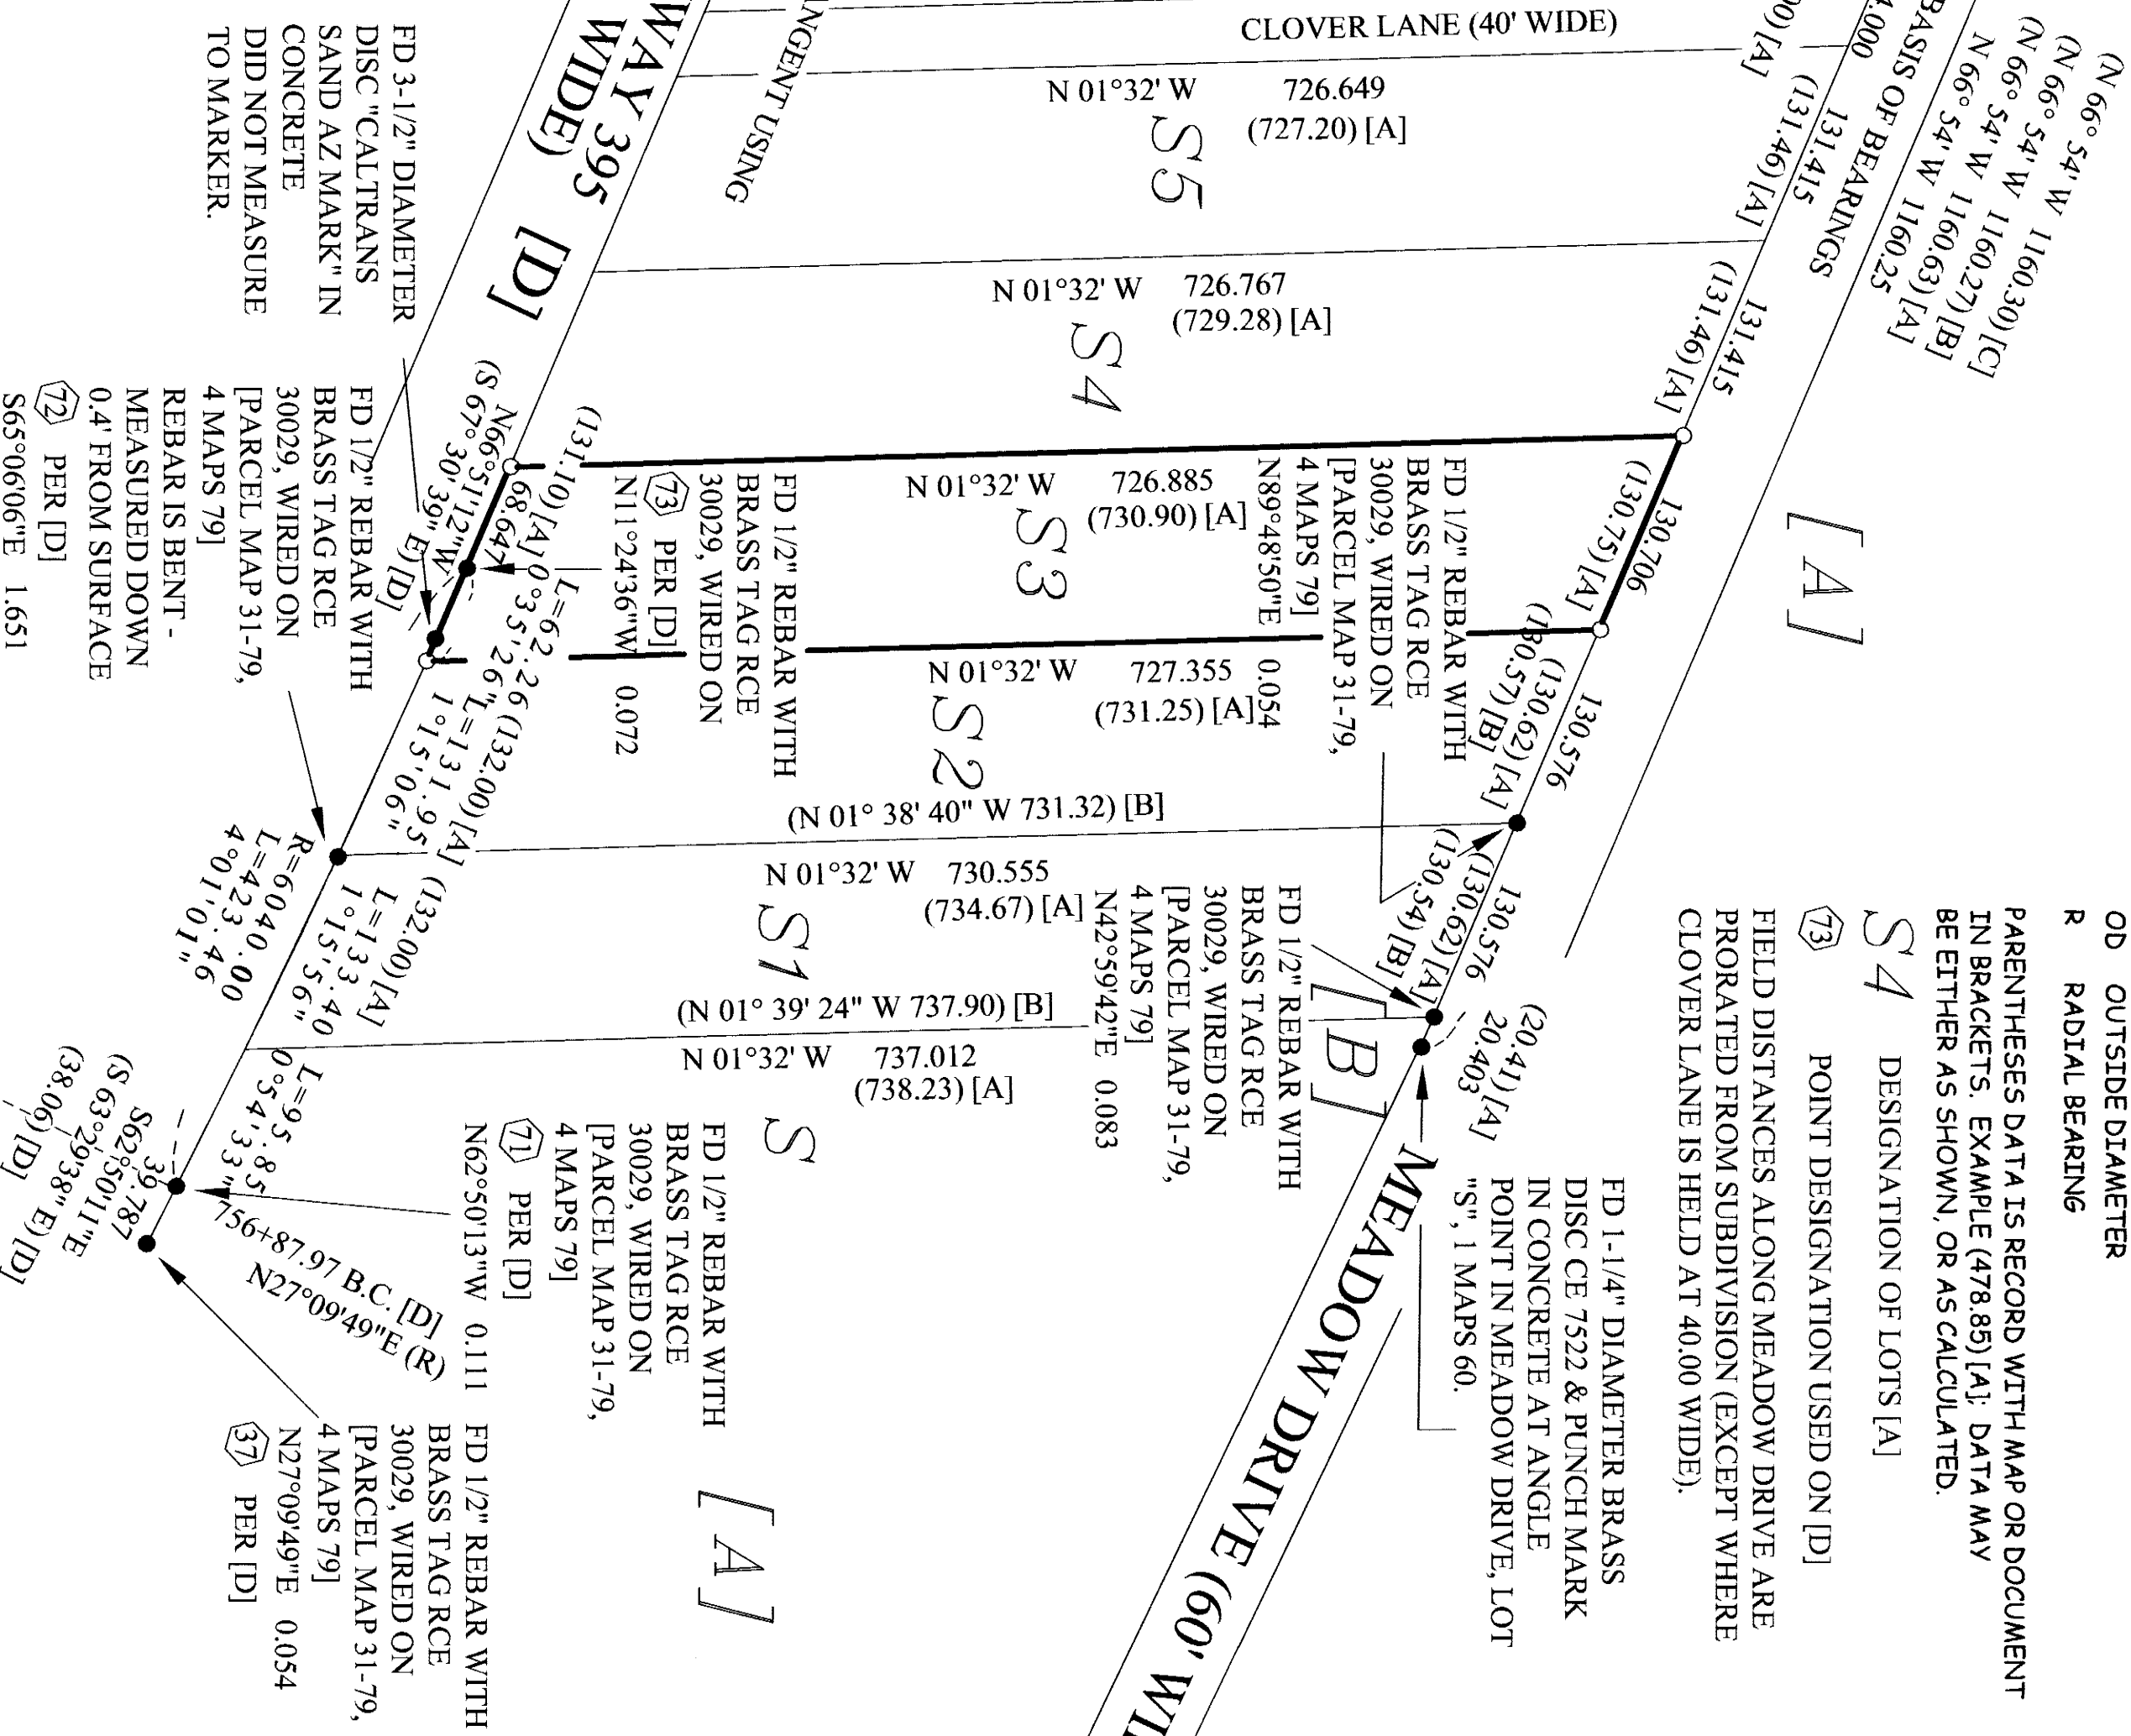 OD OUTSIDE DIAMETER
R RADIAL BEARING
PARENTHESES DATA IS RECORD WITH MAP OR DOCUMENT
IN BRACKETS. EXAMPLE (478.85) [A]; DATA MAY
BE EITHER AS SHOWN, OR AS CALCULATED.
S4 DESIGNATION OF LOTS [A]
73 POINT DESIGNATION USED ON [D]
FIELD DISTANCES ALONG MEADOW DRIVE ARE
PRORATED FROM SUBDIVISION (EXCEPT WHERE
CLOVER LANE IS HELD AT 40.00 WIDE).
(N 66° 54' W 1160.30) [C]
(N 66° 54' W 1160.27) [B]
(N 66° 54' W 1160.63) [A]
N 66° 54' W 1160.25
BASIS OF BEARINGS
4.000
00) [A]
131.415
(131.46) [A]
131.415
(131.46) [A]
130.706
(130.75) [A]
130.576
(130.62) [A]
(130.57) [B]
130.576
(130.62) [A]
(130.54) [B]
(20.41) [A]
20.403
[A]
[B]
MEADOW DRIVE (60' WI
FD 1-1/4" DIAMETER BRASS
DISC CE 7522 & PUNCH MARK
IN CONCRETE AT ANGLE
POINT IN MEADOW DRIVE, LOT
"S", 1 MAPS 60.
CLOVER LANE (40' WIDE)
N 01°32' W 726.649
(727.20) [A]
S5
N 01°32' W 726.767
(729.28) [A]
S4
N 01°32' W 726.885
(730.90) [A]
S3
N 01°32' W 727.355
(731.25) [A]
S2
(N 01° 38' 40" W 731.32) [B]
N 01°32' W 730.555
(734.67) [A]
S1
(N 01° 39' 24" W 737.90) [B]
N 01°32' W 737.012
(738.23) [A]
S
FD 1/2" REBAR WITH
BRASS TAG RCE
30029, WIRED ON
[PARCEL MAP 31-79,
4 MAPS 79]
N89°48'50"E 0.054
FD 1/2" REBAR WITH
BRASS TAG RCE
30029, WIRED ON
[PARCEL MAP 31-79,
4 MAPS 79]
N42°59'42"E 0.083
FD 1/2" REBAR WITH
BRASS TAG RCE
30029, WIRED ON
73 PER [D]
N11°24'36"W 0.072
NGENT USING
WAY 395 [D]
WIDE)
FD 3-1/2" DIAMETER
DISC "CALTRANS
SAND AZ MARK" IN
CONCRETE
DID NOT MEASURE
TO MARKER.
(131.10) [A]
68.647
N66°51'12"W
(S 67° 30' 39" E) [D]
L=62.26 (132.00) [A]
0°35'26"
L=131.95
1°15'06"
(132.00) [A]
L=133.40
1°15'56"
R=6040.00
L=423.46
4°01'01"
L=95.85
0°54'33"
FD 1/2" REBAR WITH
BRASS TAG RCE
30029, WIRED ON
[PARCEL MAP 31-79,
4 MAPS 79]
REBAR IS BENT -
MEASURED DOWN
0.4' FROM SURFACE
72 PER [D]
S65°06'06"E 1.651
FD 1/2" REBAR WITH
BRASS TAG RCE
30029, WIRED ON
[PARCEL MAP 31-79,
4 MAPS 79]
71 PER [D]
N62°50'13"W 0.111
756+87.97 B.C. [D]
N27°09'49"E (R)
39.787
S62°50'11"E
(S 63°29'38" E) [D]
(38.06) [D]
FD 1/2" REBAR WITH
BRASS TAG RCE
30029, WIRED ON
[PARCEL MAP 31-79,
4 MAPS 79]
N27°09'49"E 0.054
37 PER [D]
[A]